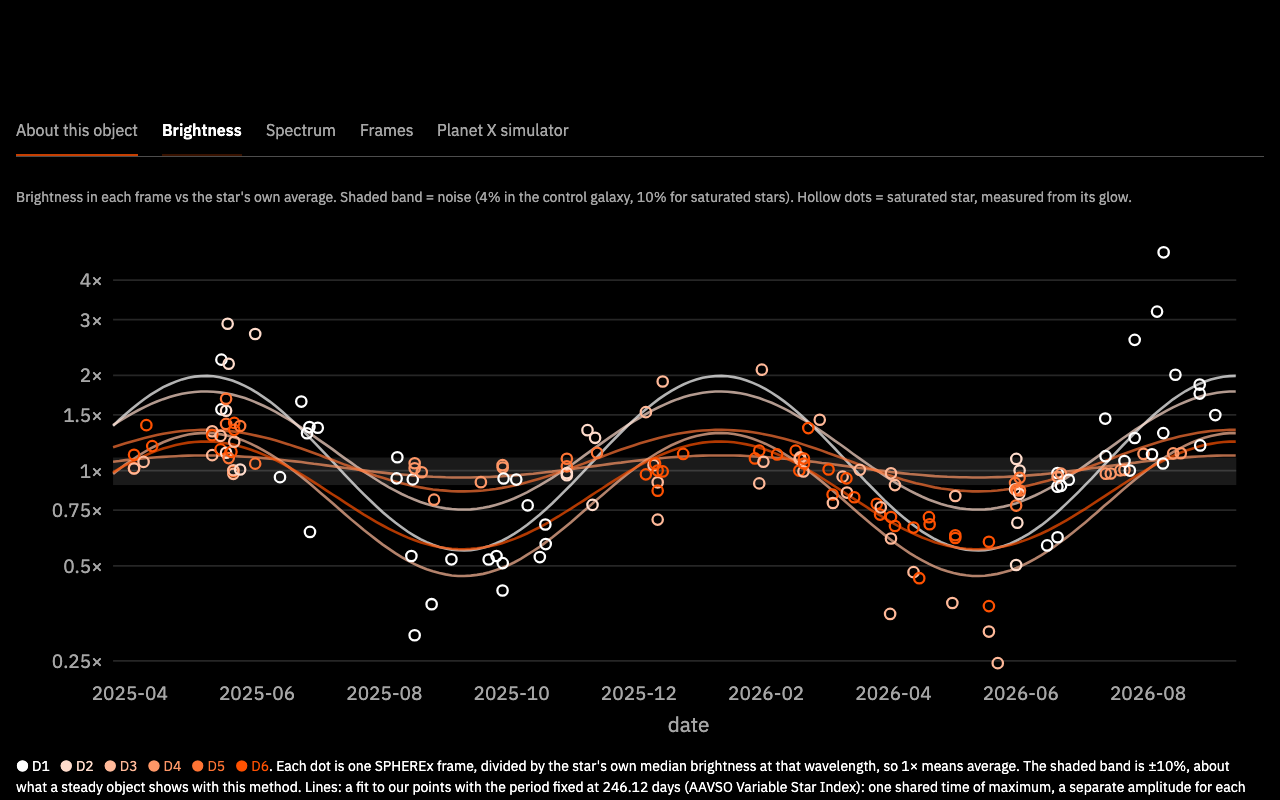 About this object Brightness Spectrum Frames Planet X simulator
Brightness in each frame vs the star's own average. Shaded band = noise (4% in the control galaxy, 10% for saturated stars). Hollow dots = saturated star, measured from its glow.
4×
3×
2×
1.5×
1×
0.75×
0.5×
0.25×
2025-04 2025-06 2025-08 2025-10 2025-12 2026-02 2026-04 2026-06 2026-08
date
D1 D2 D3 D4 D5 D6. Each dot is one SPHEREx frame, divided by the star's own median brightness at that wavelength, so 1× means average. The shaded band is ±10%, about
what a steady object shows with this method. Lines: a fit to our points with the period fixed at 246.12 days (AAVSO Variable Star Index): one shared time of maximum, a separate amplitude for each